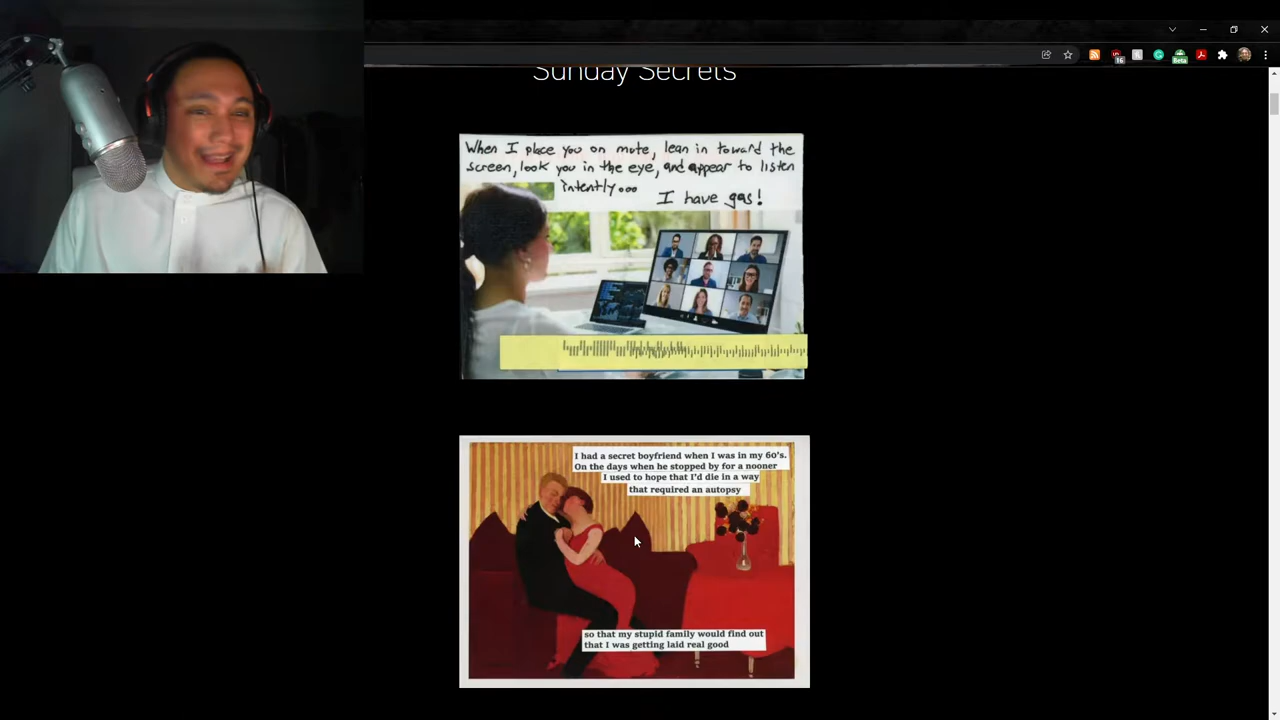 Sunday Secrets
When I place you on mute, lean in toward the
screen, look you in the eye, and appear to listen
intently...
I have gas!
I had a secret boyfriend when I was in my 60's.
On the days when he stopped by for a nooner
I used to hope that I'd die in a way
that required an autopsy
so that my stupid family would find out
that I was getting laid real good
16
Beta